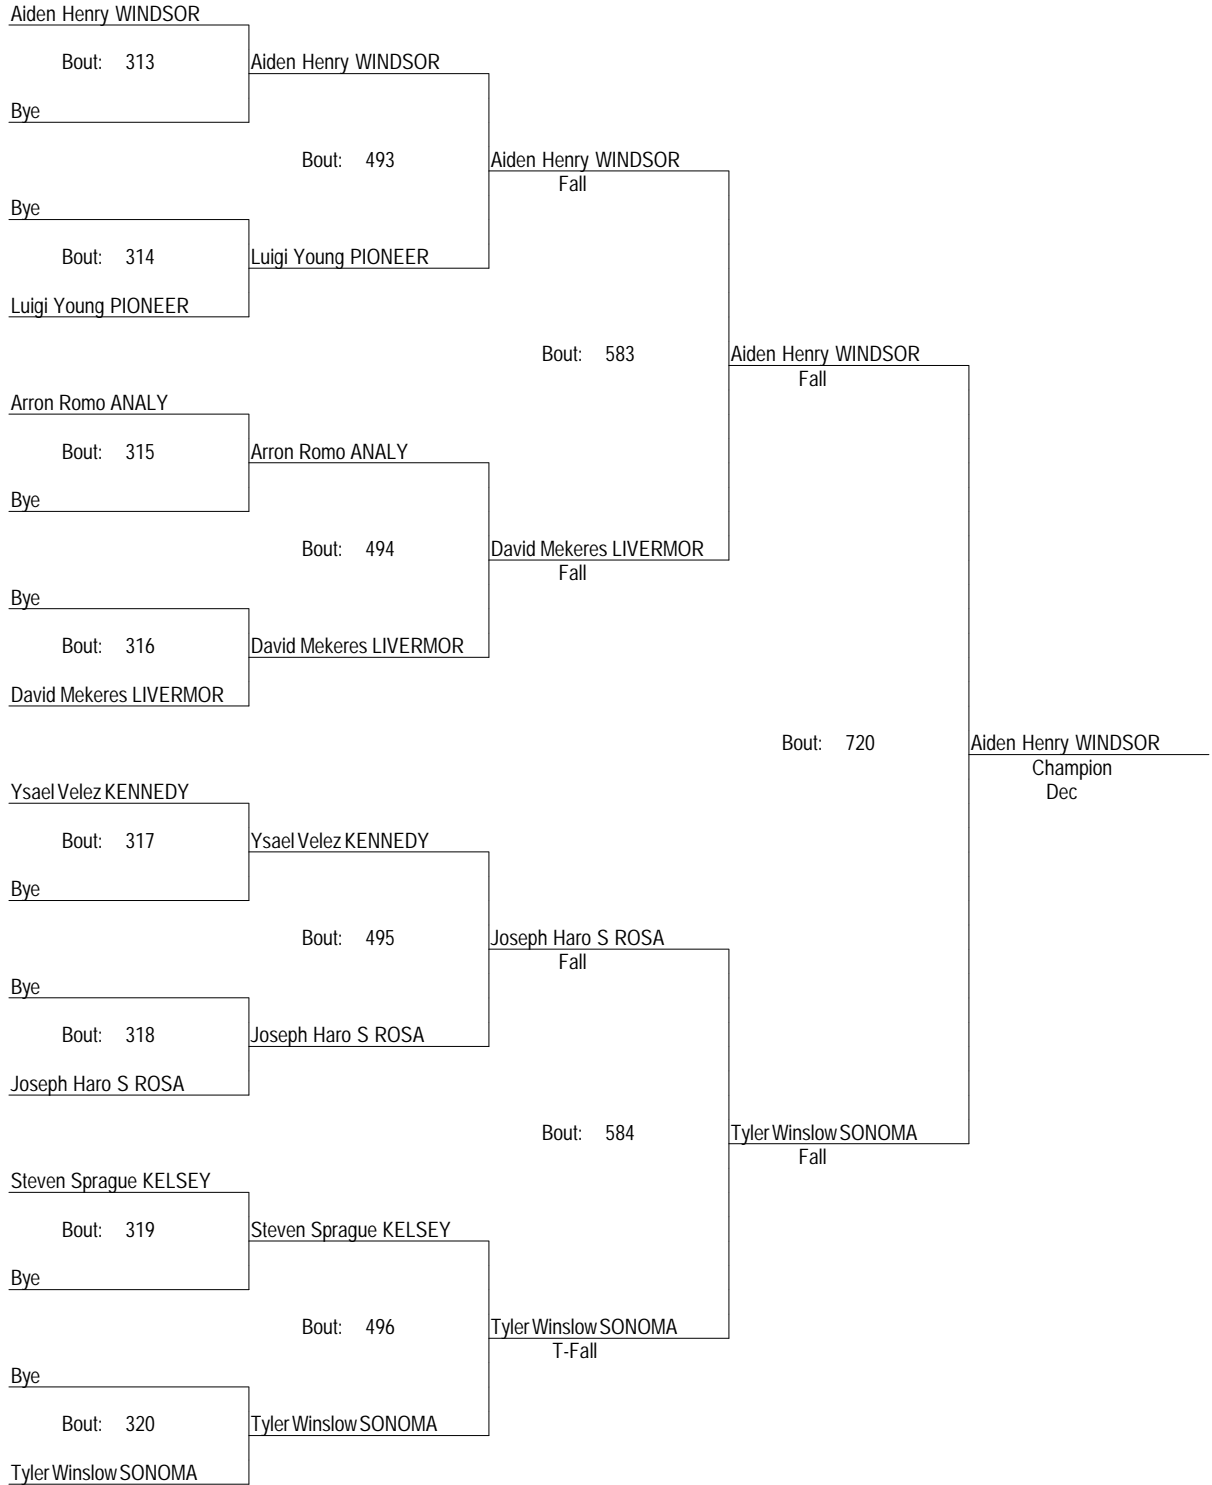 Aiden Henry WINDSOR
Bout: 313 Aiden Henry WINDSOR
Bye
Bout: 493 Aiden Henry WINDSOR
Fall
Bye
Bout: 314 Luigi Young PIONEER
Luigi Young PIONEER
Bout: 583 Aiden Henry WINDSOR
Fall
Arron Romo ANALY
Bout: 315 Arron Romo ANALY
Bye
Bout: 494 David Mekeres LIVERMOR
Fall
Bye
Bout: 316 David Mekeres LIVERMOR
David Mekeres LIVERMOR
Bout: 720 Aiden Henry WINDSOR
Champion
Dec
Ysael Velez KENNEDY
Bout: 317 Ysael Velez KENNEDY
Bye
Bout: 495 Joseph Haro S ROSA
Fall
Bye
Bout: 318 Joseph Haro S ROSA
Joseph Haro S ROSA
Bout: 584 Tyler Winslow SONOMA
Fall
Steven Sprague KELSEY
Bout: 319 Steven Sprague KELSEY
Bye
Bout: 496 Tyler Winslow SONOMA
T-Fall
Bye
Bout: 320 Tyler Winslow SONOMA
Tyler Winslow SONOMA